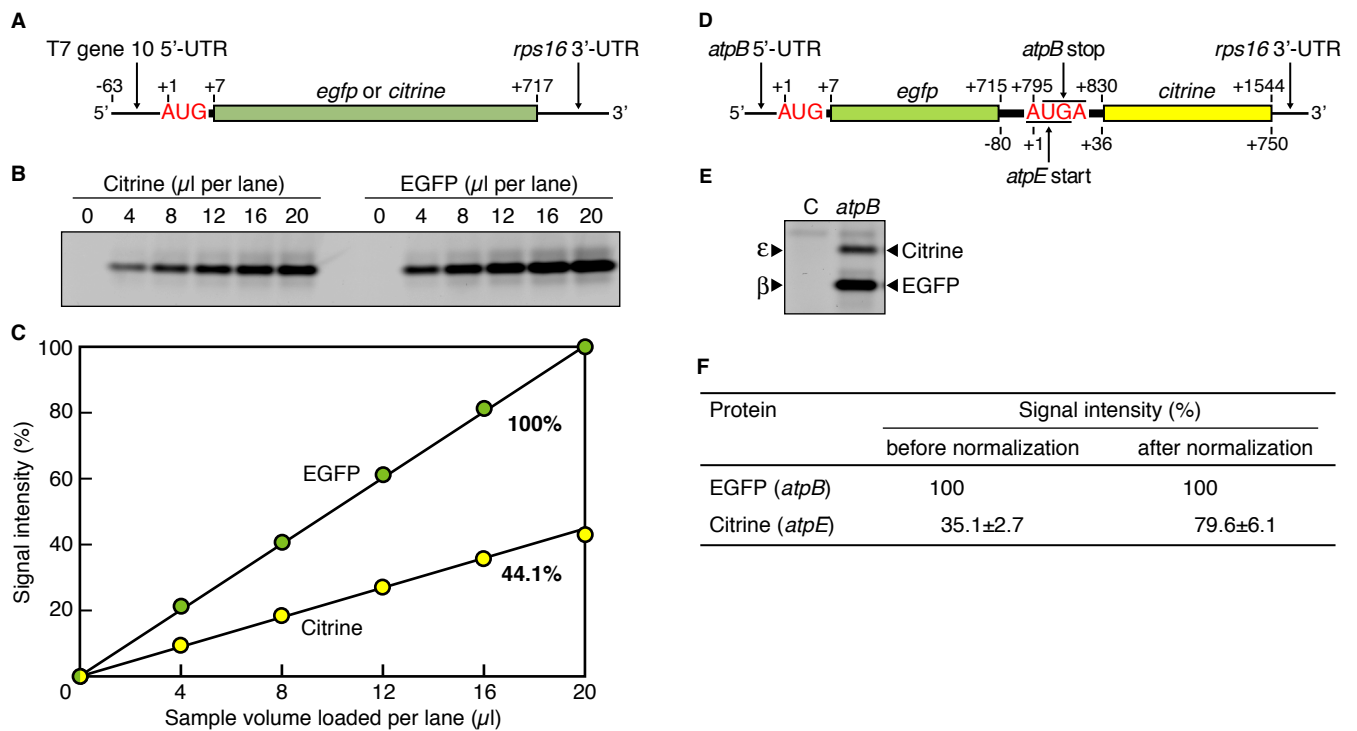 A
T7 gene 10 5’-UTR
rps16 3’-UTR
-63
+1
+7
egfp or citrine
+717
5’
AUG
3’
B
Citrine (µl per lane)
EGFP (µl per lane)
0 4 8 12 16 20
0 4 8 12 16 20
C
100
80
60
40
20
0
Signal intensity (%)
EGFP
100%
Citrine
44.1%
4 8 12 16 20
Sample volume loaded per lane (µl)
D
atpB 5’-UTR
atpB stop
rps16 3’-UTR
+1
+7
egfp
+715
+795
+830
citrine
+1544
5’
AUG
AUGA
3’
-80
+1
+36
+750
atpE start
E
C atpB
ε
Citrine
β
EGFP
F
Protein
Signal intensity (%)
before normalization
after normalization
EGFP (atpB) 100 100
Citrine (atpE) 35.1±2.7 79.6±6.1